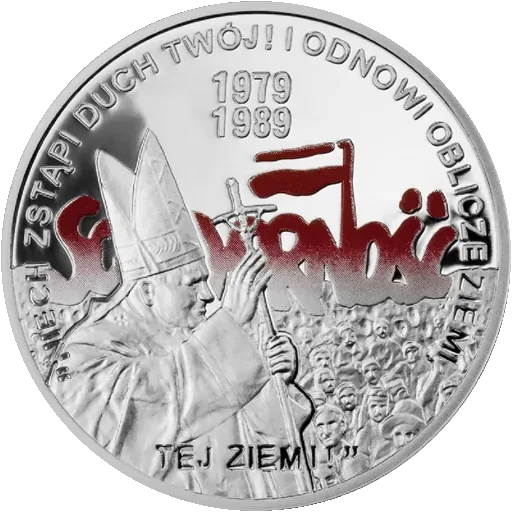 „NIECH ZSTĄPI DUCH TWÓJ! I ODNOWI OBLICZE ZIEMI,
1979
1989
TEJ ZIEMI!”